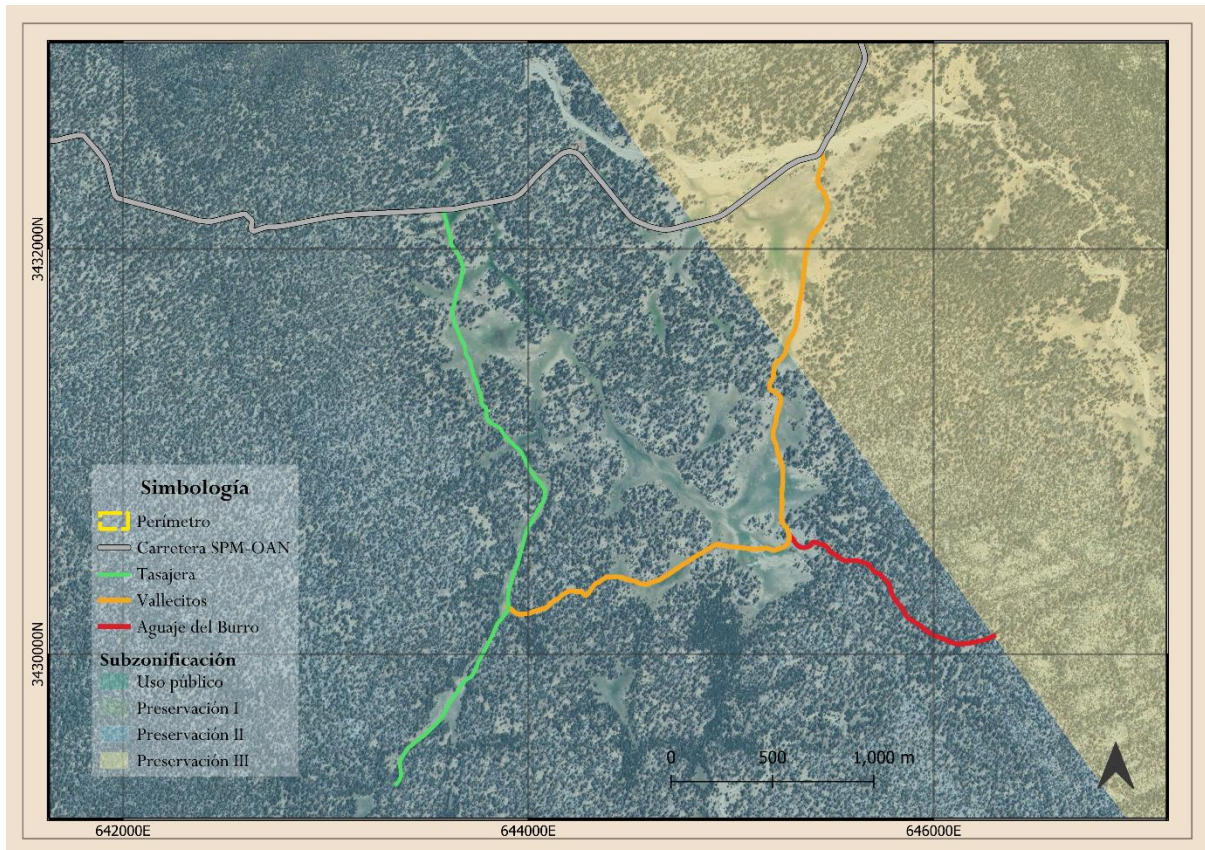 3432000N
3430000N
Simbología
Perímetro
Carretera SPM-OAN
Tasajera
Vallecitos
Aguaje del Burro
Subzonificación
Uso público
Preservación I
Preservación II
Preservación III
0 500 1,000 m
642000E 644000E 646000E